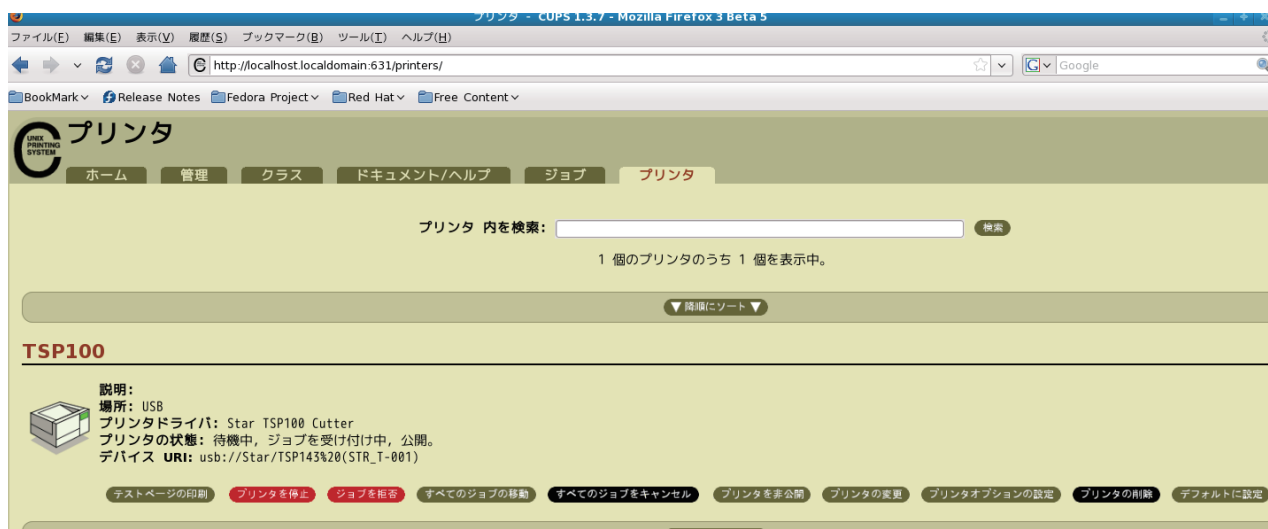 プリンタ - CUPS 1.3.7 - Mozilla Firefox 3 Beta 5
ファイル(F) 編集(E) 表示(V) 履歴(S) ブックマーク(B) ツール(T) ヘルプ(H)
http://localhost.localdomain:631/printers/ G Google
BookMark Release Notes Fedora Project Red Hat Free Content
UNIX PRINTING SYSTEM
プリンタ
ホーム 管理 クラス ドキュメント/ヘルプ ジョブ プリンタ
プリンタ 内を検索: 検索
1 個のプリンタのうち 1 個を表示中。
▼ 降順にソート ▼
TSP100
説明:
場所: USB
プリンタドライバ: Star TSP100 Cutter
プリンタの状態: 待機中, ジョブを受け付け中, 公開。
デバイス URI: usb://Star/TSP143%20(STR_T-001)
テストページの印刷 プリンタを停止 ジョブを拒否 すべてのジョブの移動 すべてのジョブをキャンセル プリンタを非公開 プリンタの変更 プリンタオプションの設定 プリンタの削除 デフォルトに設定